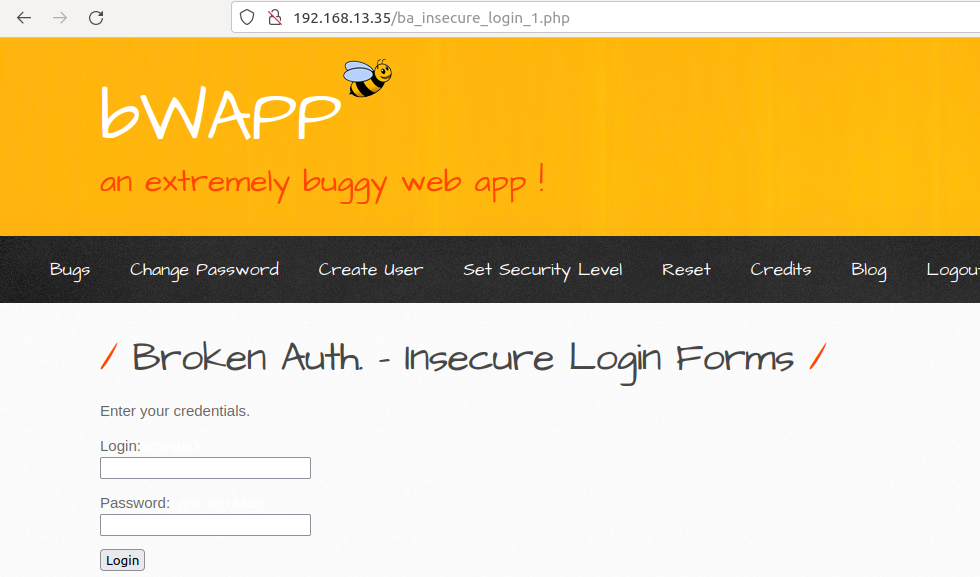 192.168.13.35/ba_insecure_login_1.php
bWAPP
an extremely buggy web app !
Bugs Change Password Create User Set Security Level Reset Credits Blog Logou
/ Broken Auth. - Insecure Login Forms /
Enter your credentials.
Login:
Password:
Login